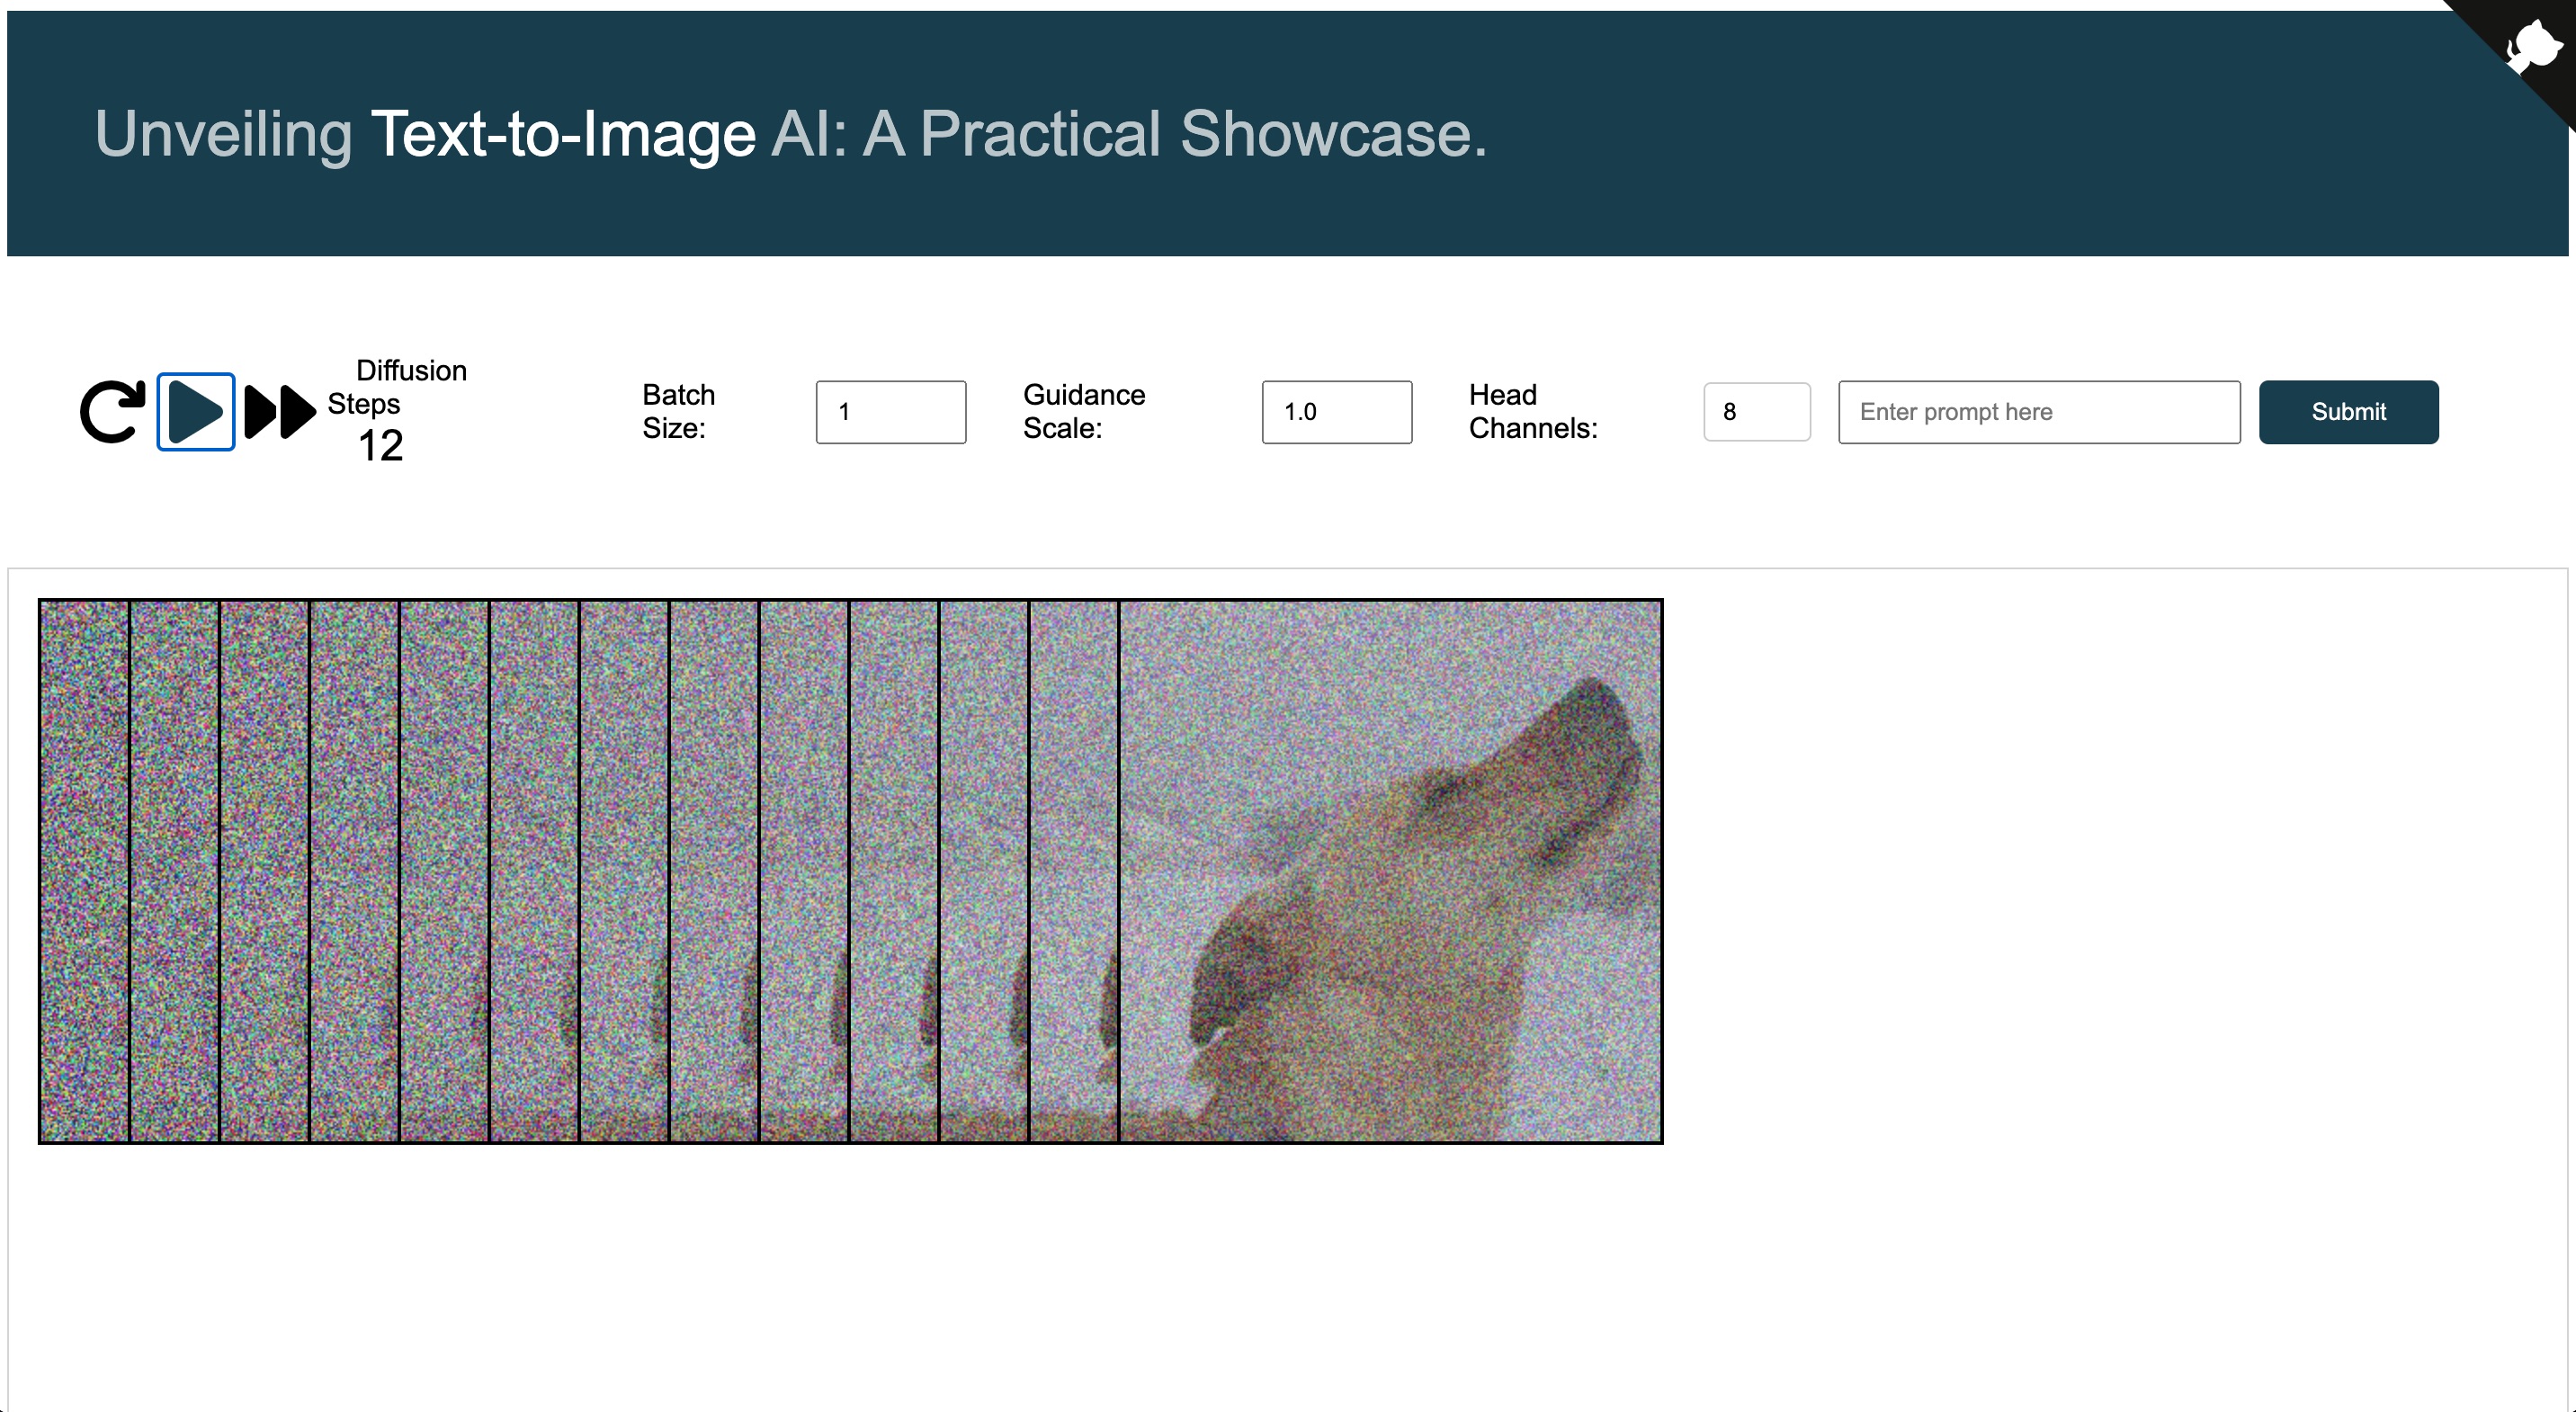 Unveiling Text-to-Image AI: A Practical Showcase.
Diffusion
Steps
12
Batch
Size:
1
Guidance
Scale:
1.0
Head
Channels:
8
Enter prompt here
Submit